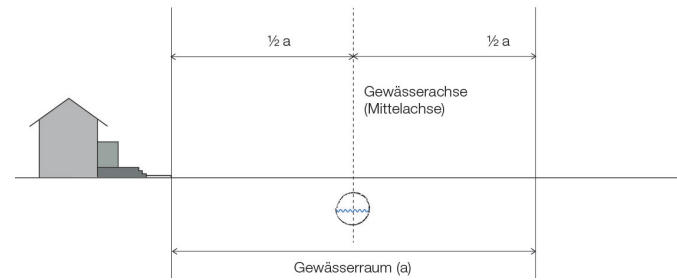 ½ a
½ a
Gewässerachse
(Mittelachse)
Gewässerraum (a)